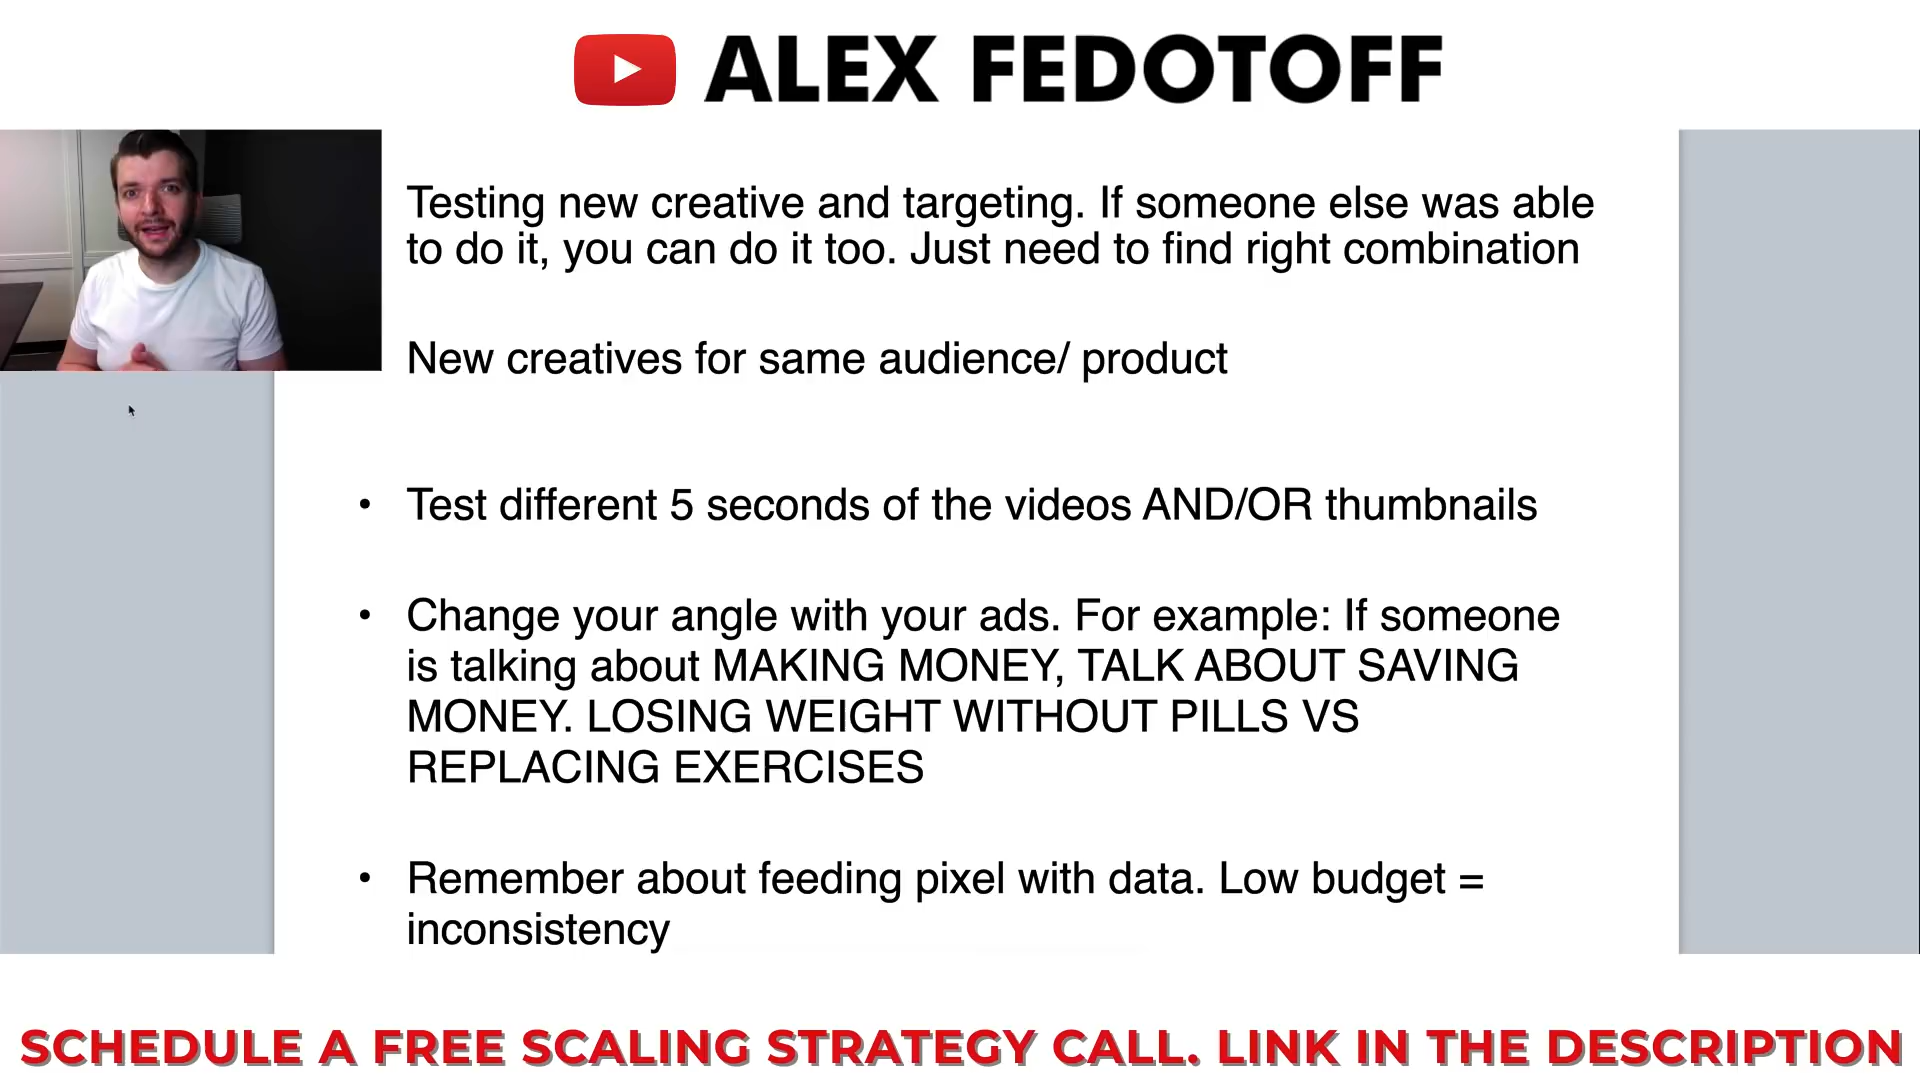 ALEX FEDOTOFF
Testing new creative and targeting. If someone else was able
to do it, you can do it too. Just need to find right combination
New creatives for same audience/ product
• Test different 5 seconds of the videos AND/OR thumbnails
• Change your angle with your ads. For example: If someone
is talking about MAKING MONEY, TALK ABOUT SAVING
MONEY. LOSING WEIGHT WITHOUT PILLS VS
REPLACING EXERCISES
• Remember about feeding pixel with data. Low budget =
inconsistency
SCHEDULE A FREE SCALING STRATEGY CALL. LINK IN THE DESCRIPTION